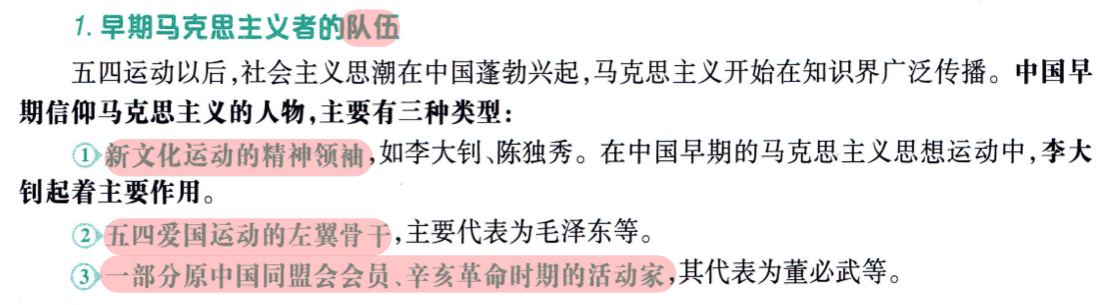 1. 早期马克思主义者的队伍
五四运动以后,社会主义思潮在中国蓬勃兴起,马克思主义开始在知识界广泛传播。中国早
期信仰马克思主义的人物,主要有三种类型:
①新文化运动的精神领袖,如李大钊、陈独秀。在中国早期的马克思主义思想运动中,李大
钊起着主要作用。
②五四爱国运动的左翼骨干,主要代表为毛泽东等。
③一部分原中国同盟会会员、辛亥革命时期的活动家,其代表为董必武等。